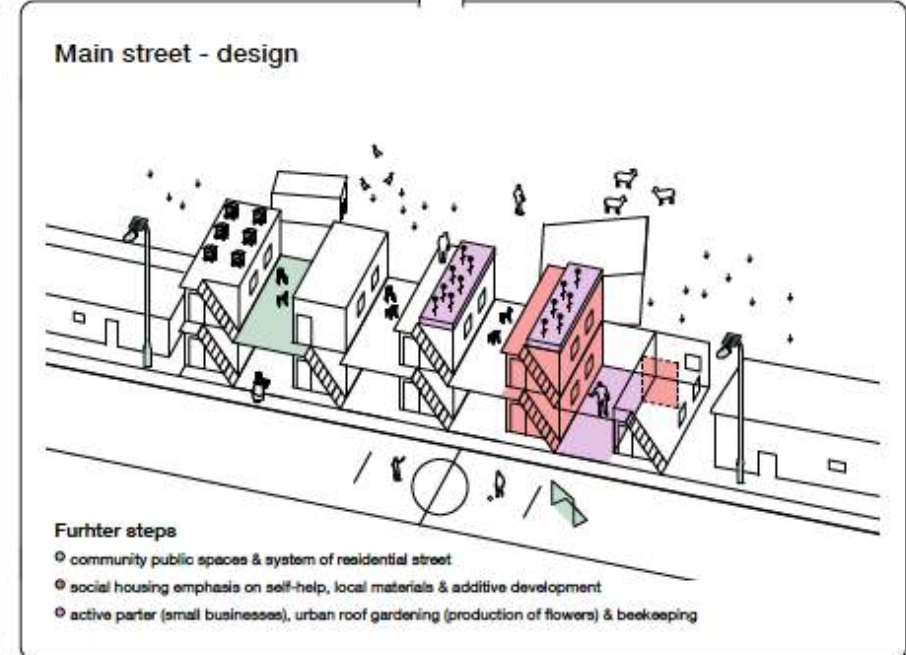 Main street - design
Furhter steps
community public spaces & system of residential street
social housing emphasis on self-help, local materials & additive development
active parter (small businesses), urban roof gardening (production of flowers) & beekeeping